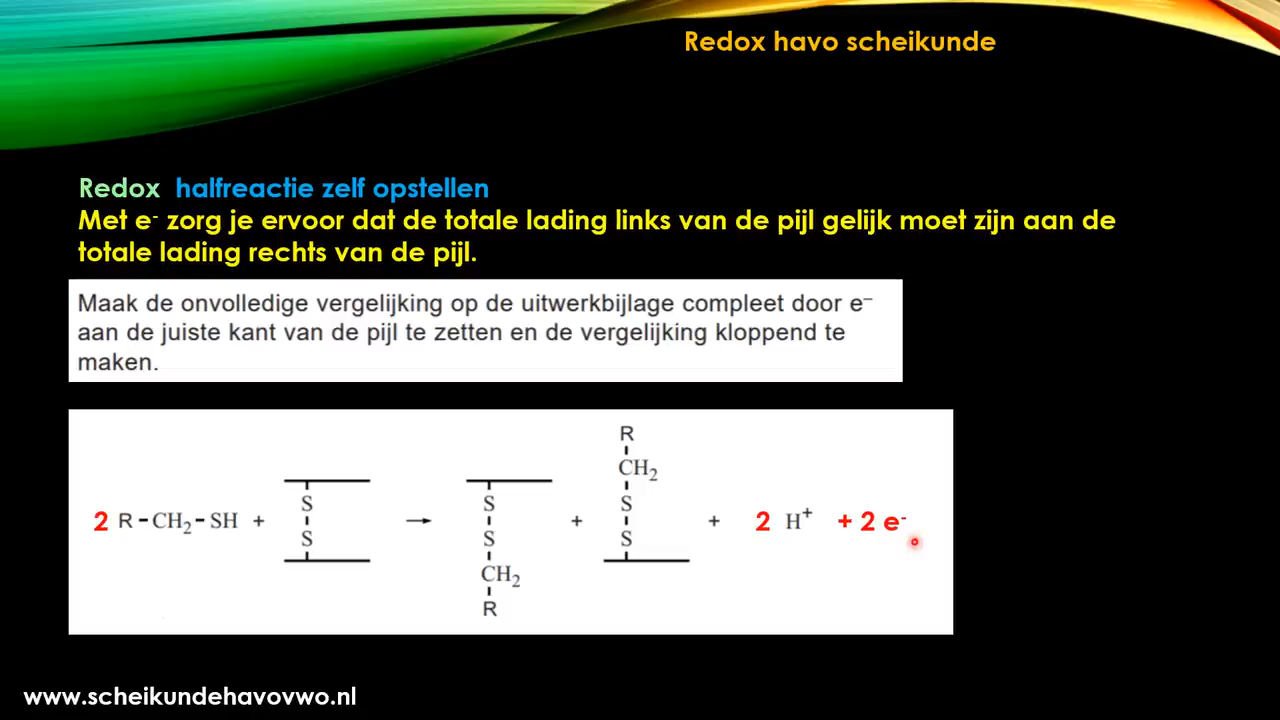 Redox havo scheikunde
Redox halfreactie zelf opstellen
Met e- zorg je ervoor dat de totale lading links van de pijl gelijk moet zijn aan de
totale lading rechts van de pijl.
Maak de onvolledige vergelijking op de uitwerkbijlage compleet door e–
aan de juiste kant van de pijl te zetten en de vergelijking kloppend te
maken.
R
CH₂
S S S
2 R-CH₂-SH + → + + 2 H⁺ + 2 e⁻
S S S
CH₂
R
www.scheikundehavovwo.nl